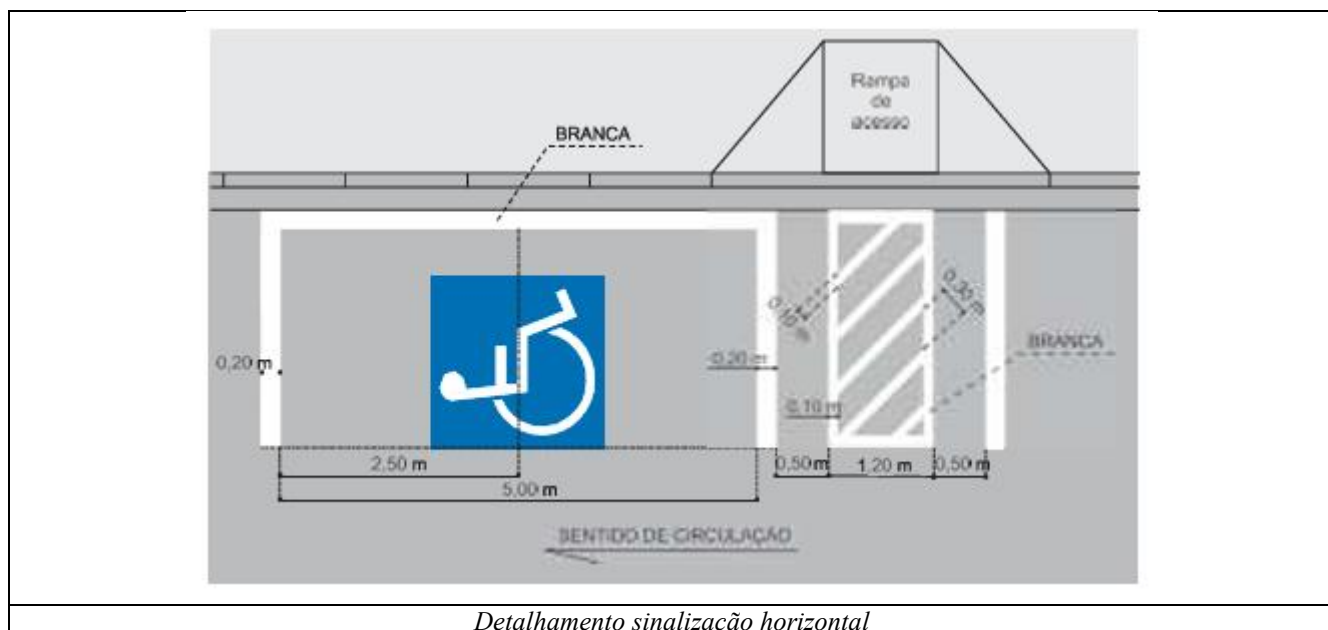 Rampa
de
acesso
BRANCA
0,20 m
0,20 m
0,10 m
0,30 m
BRANCA
0,10 m
2,50 m
0,50 m
1,20 m
0,50 m
5,00 m
SENTIDO DE CIRCULAÇÃO
Detalhamento sinalização horizontal